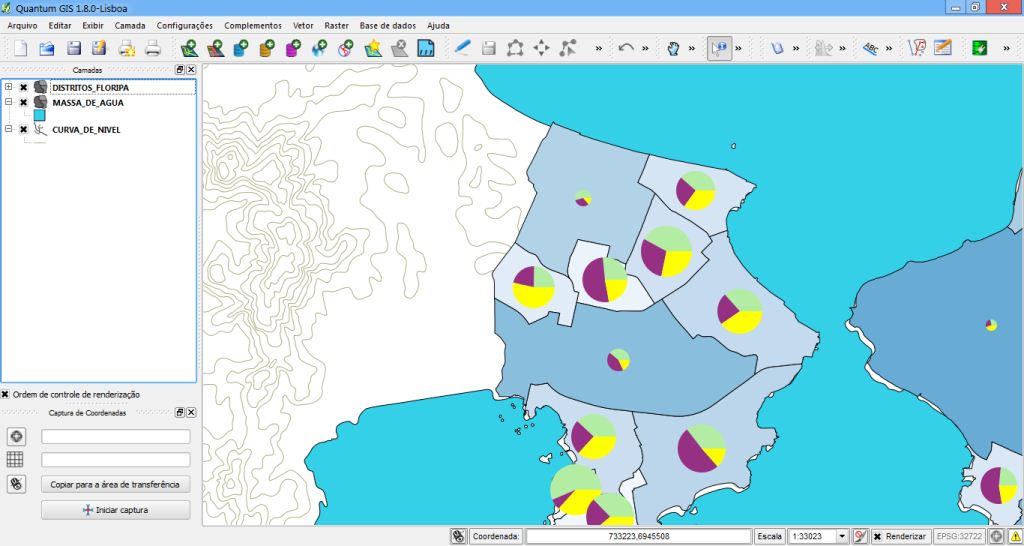 Quantum GIS 1.8.0-Lisboa
Arquivo Editar Exibir Camada Configurações Complementos Vetor Raster Base de dados Ajuda
Camadas
DISTRITOS_FLORIPA
MASSA_DE_AGUA
CURVA_DE_NIVEL
Ordem de controle de renderização
Captura de Coordenadas
Copiar para a área de transferência
Iniciar captura
Coordenada: 733223,6945508 Escala 1:33023 Renderizar EPSG:32722